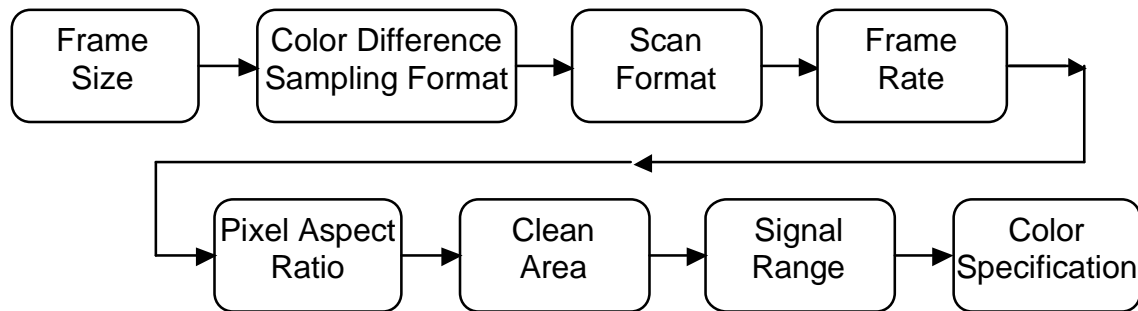 Frame
Size
Color Difference
Sampling Format
Scan
Format
Frame
Rate
Pixel Aspect
Ratio
Clean
Area
Signal
Range
Color
Specification